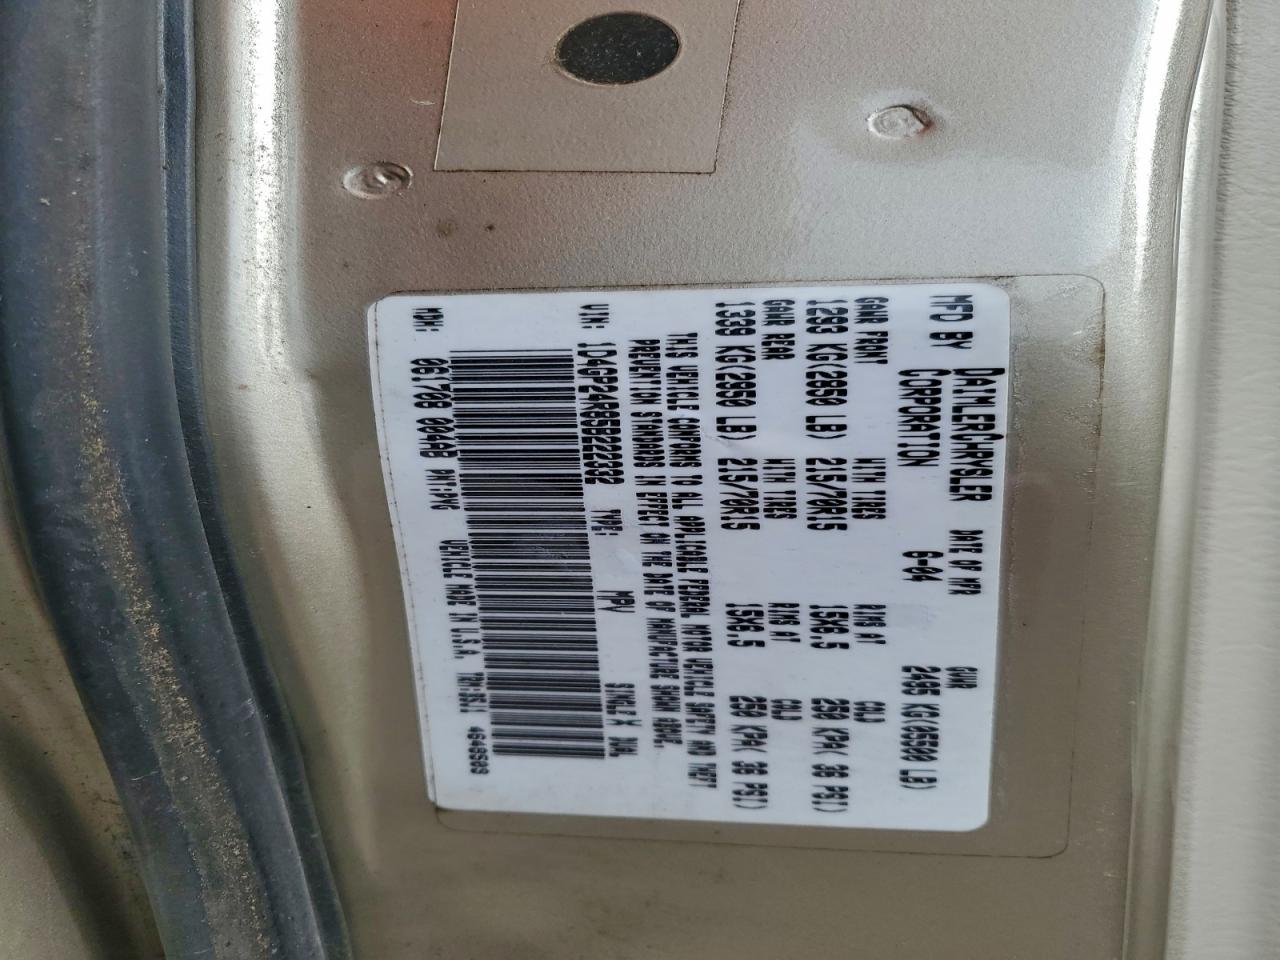 MFD BY DAIMLERCHRYSLER CORPORATION DATE OF MFR 6-04 GVWR 2495 KG(05500 LB)
GAWR FRONT WITH TIRES RIMS AT COLD
1293 KG(2850 LB) 215/70R15 15X6.5 250 KPA( 36 PSI)
GAWR REAR WITH TIRES RIMS AT COLD
1339 KG(2950 LB) 215/70R15 15X6.5 250 KPA( 36 PSI)
THIS VEHICLE CONFORMS TO ALL APPLICABLE FEDERAL MOTOR VEHICLE SAFETY AND THEFT
PREVENTION STANDARDS IN EFFECT ON THE DATE OF MANUFACTURE SHOWN ABOVE.
VIN: 1D4GP24R85B222332 TYPE: MPV SINGLE X DUAL
MDH: PNT: VEHICLE MADE IN U.S.A.